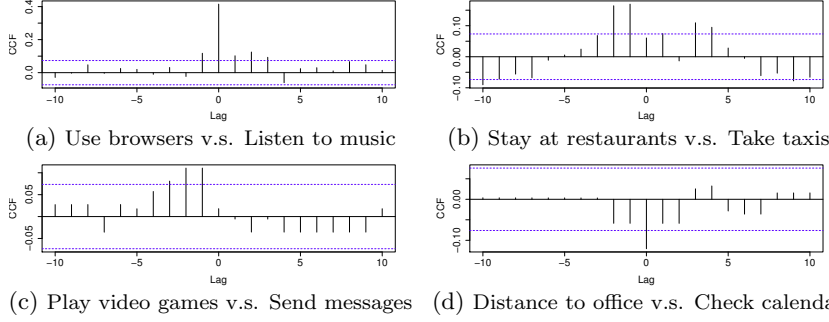 CCF
0.0
0.4
-10
-5
0
5
10
Lag
(a) Use browsers v.s. Listen to music
CCF
-0.10
0.00
0.10
-10
-5
0
5
10
Lag
(b) Stay at restaurants v.s. Take taxis
CCF
-0.05
0.05
-10
-5
0
5
10
Lag
(c) Play video games v.s. Send messages
CCF
-0.10
0.00
-10
-5
0
5
10
Lag
(d) Distance to office v.s. Check calenda